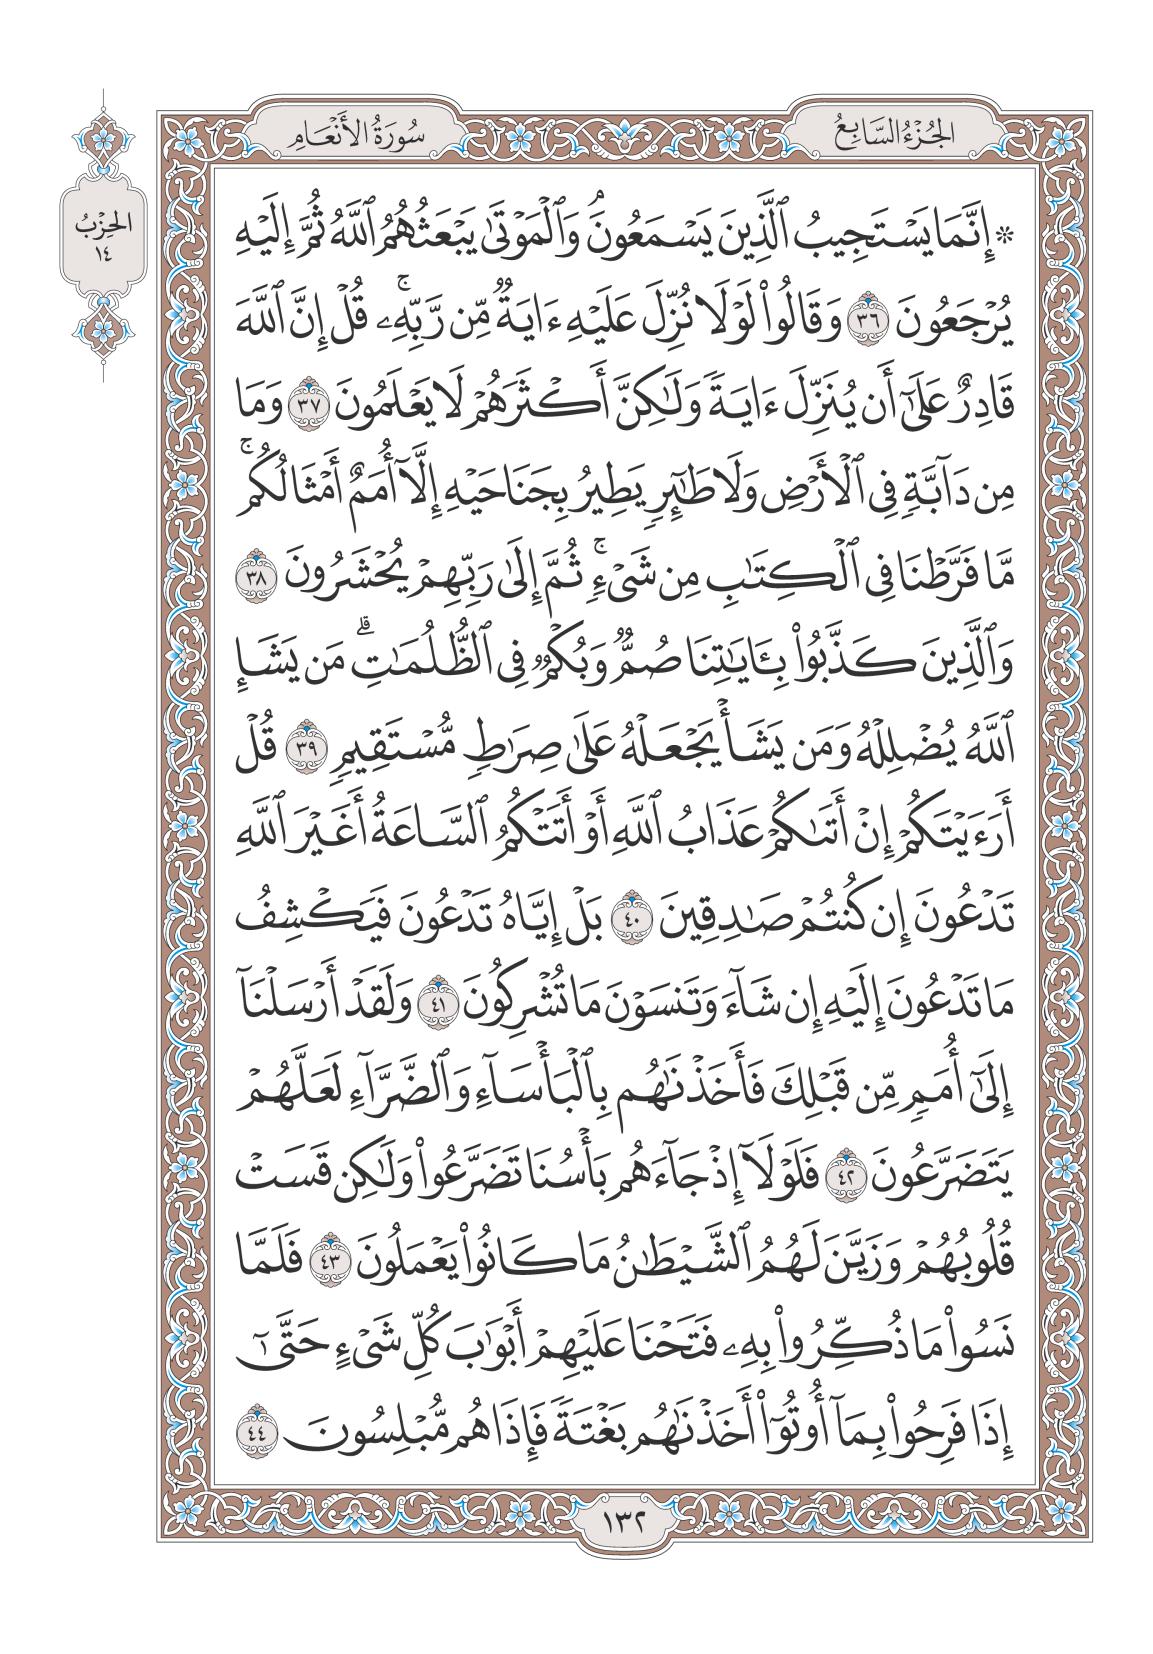 الجُزْءُ السَّابِعُ
سُورَةُ الأَنْعَام
الحِزْبُ
١٤
۞ إِنَّمَا يَسْتَجِيبُ ٱلَّذِينَ يَسْمَعُونَۘ وَٱلْمَوْتَىٰ يَبْعَثُهُمُ ٱللَّهُ ثُمَّ إِلَيْهِ
يُرْجَعُونَ ٣٦ وَقَالُوا۟ لَوْلَا نُزِّلَ عَلَيْهِ ءَايَةٌ مِّن رَّبِّهِۦۚ قُلْ إِنَّ ٱللَّهَ
قَادِرٌ عَلَىٰٓ أَن يُنَزِّلَ ءَايَةً وَلَـٰكِنَّ أَكْثَرَهُمْ لَا يَعْلَمُونَ ٣٧ وَمَا
مِن دَآبَّةٍ فِى ٱلْأَرْضِ وَلَا طَـٰٓئِرٍ يَطِيرُ بِجَنَاحَيْهِ إِلَّآ أُمَمٌ أَمْثَالُكُمۚ
مَّا فَرَّطْنَا فِى ٱلْكِتَـٰبِ مِن شَىْءٍۚ ثُمَّ إِلَىٰ رَبِّهِمْ يُحْشَرُونَ ٣٨
وَٱلَّذِينَ كَذَّبُوا۟ بِـَٔايَـٰتِنَا صُمٌّ وَبُكْمٌ فِى ٱلظُّلُمَـٰتِۗ مَن يَشَإِ
ٱللَّهُ يُضْلِلْهُ وَمَن يَشَأْ يَجْعَلْهُ عَلَىٰ صِرَٰطٍ مُّسْتَقِيمٍ ٣٩ قُلْ
أَرَءَيْتَكُمْ إِنْ أَتَىٰكُمْ عَذَابُ ٱللَّهِ أَوْ أَتَتْكُمُ ٱلسَّاعَةُ أَغَيْرَ ٱللَّهِ
تَدْعُونَ إِن كُنتُمْ صَـٰدِقِينَ ٤٠ بَلْ إِيَّاهُ تَدْعُونَ فَيَكْشِفُ
مَا تَدْعُونَ إِلَيْهِ إِن شَآءَ وَتَنسَوْنَ مَا تُشْرِكُونَ ٤١ وَلَقَدْ أَرْسَلْنَآ
إِلَىٰٓ أُمَمٍ مِّن قَبْلِكَ فَأَخَذْنَـٰهُم بِٱلْبَأْسَآءِ وَٱلضَّرَّآءِ لَعَلَّهُمْ
يَتَضَرَّعُونَ ٤٢ فَلَوْلَآ إِذْ جَآءَهُم بَأْسُنَا تَضَرَّعُوا۟ وَلَـٰكِن قَسَتْ
قُلُوبُهُمْ وَزَيَّنَ لَهُمُ ٱلشَّيْطَـٰنُ مَا كَانُوا۟ يَعْمَلُونَ ٤٣ فَلَمَّا
نَسُوا۟ مَا ذُكِّرُوا۟ بِهِۦ فَتَحْنَا عَلَيْهِمْ أَبْوَٰبَ كُلِّ شَىْءٍ حَتَّىٰٓ
إِذَا فَرِحُوا۟ بِمَآ أُوتُوٓا۟ أَخَذْنَـٰهُم بَغْتَةً فَإِذَا هُم مُّبْلِسُونَ ٤٤
١٣٢